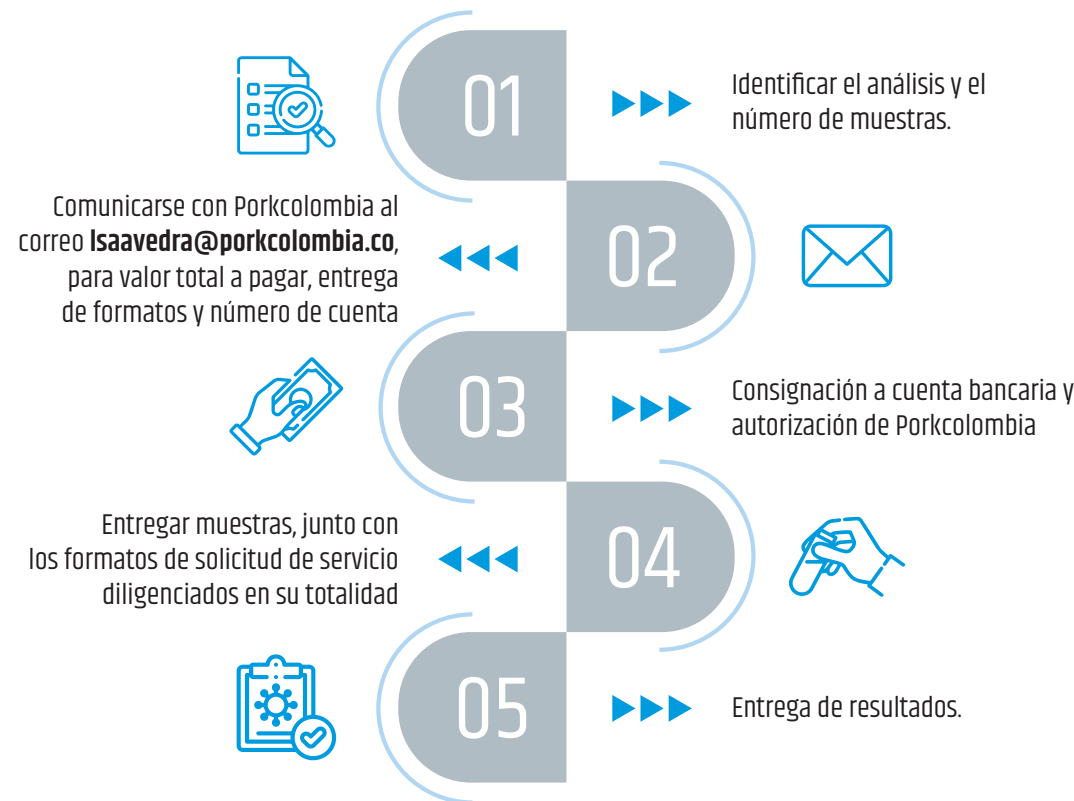 01
Identificar el análisis y el
número de muestras.
02
Comunicarse con Porkcolombia al
correo lsaavedra@porkcolombia.co,
para valor total a pagar, entrega
de formatos y número de cuenta
03
Consignación a cuenta bancaria y
autorización de Porkcolombia
04
Entregar muestras, junto con
los formatos de solicitud de servicio
diligenciados en su totalidad
05
Entrega de resultados.